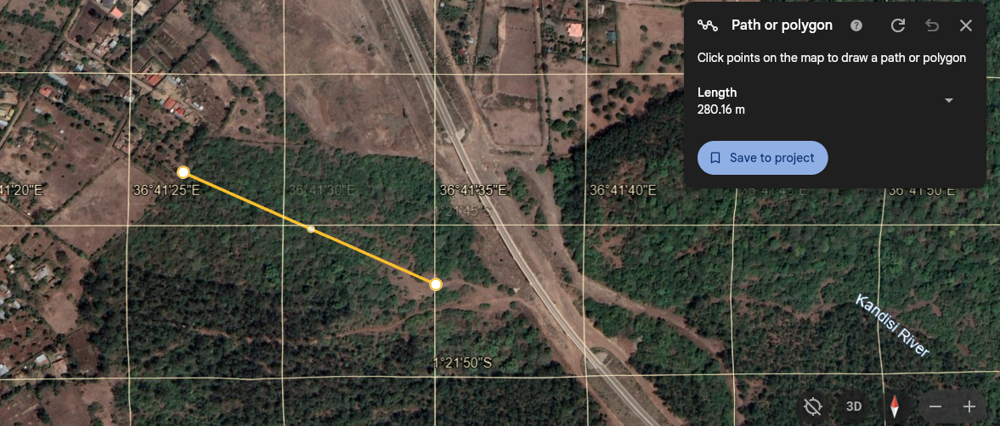 Path or polygon
Click points on the map to draw a path or polygon
Length
280.16 m
Save to project
1°21'40"S
41'20"E
36°41'25"E
36°41'30"E
36°41'35"E
36°41'40"E
36°41'45"E
36°41'50"E
1°21'45"S
Kandisi River
1°21'50"S
3D